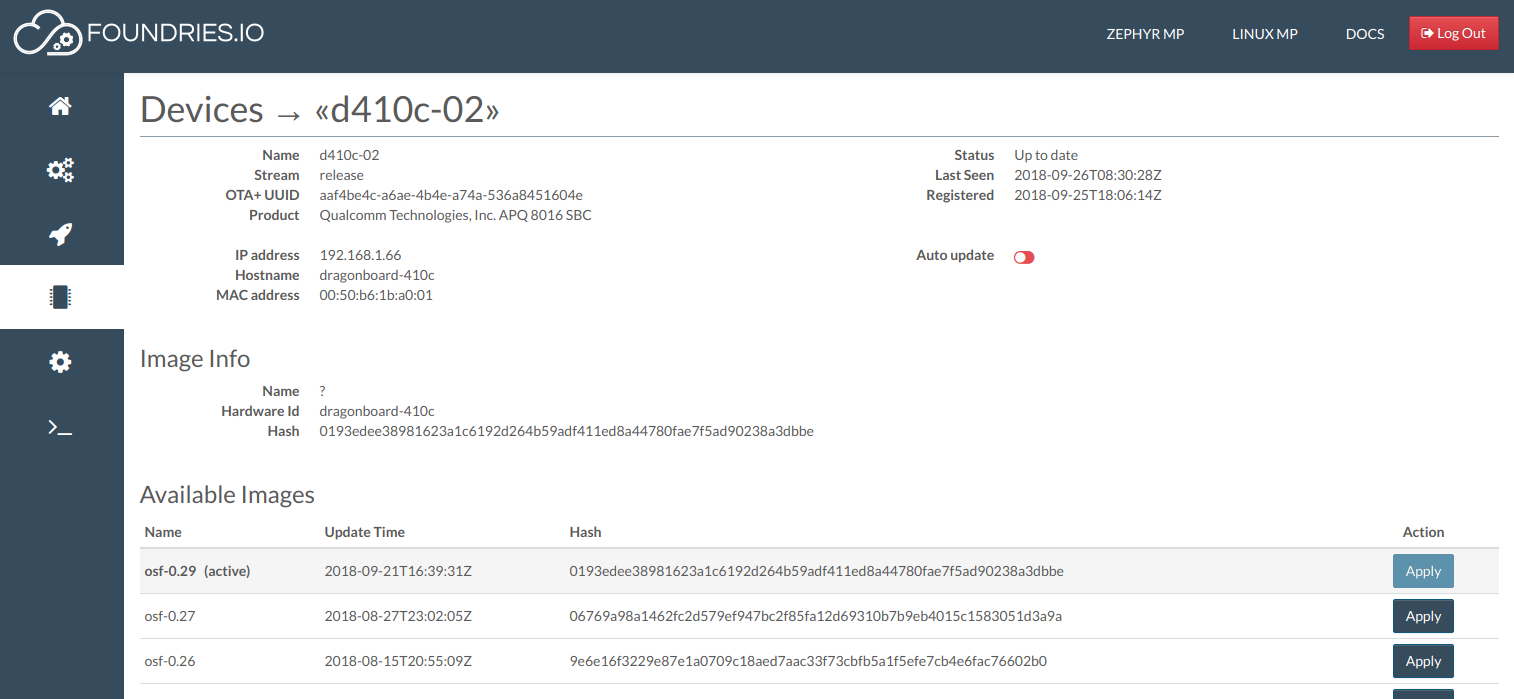 FOUNDRIES.IO
ZEPHYR MP LINUX MP DOCS Log Out
Devices → «d410c-02»
Name d410c-02 Status Up to date
Stream release Last Seen 2018-09-26T08:30:28Z
OTA+ UUID aaf4be4c-a6ae-4b4e-a74a-536a8451604e Registered 2018-09-25T18:06:14Z
Product Qualcomm Technologies, Inc. APQ 8016 SBC
IP address 192.168.1.66 Auto update
Hostname dragonboard-410c
MAC address 00:50:b6:1b:a0:01
Image Info
Name ?
Hardware Id dragonboard-410c
Hash 0193edee38981623a1c6192d264b59adf411ed8a44780fae7f5ad90238a3dbbe
Available Images
Name Update Time Hash Action
osf-0.29 (active) 2018-09-21T16:39:31Z 0193edee38981623a1c6192d264b59adf411ed8a44780fae7f5ad90238a3dbbe Apply
osf-0.27 2018-08-27T23:02:05Z 06769a98a1462fc2d579ef947bc2f85fa12d69310b7b9eb4015c1583051d3a9a Apply
osf-0.26 2018-08-15T20:55:09Z 9e6e16f3229e87e1a0709c18aed7aac33f73cbfb5a1f5efe7cb4e6fac76602b0 Apply